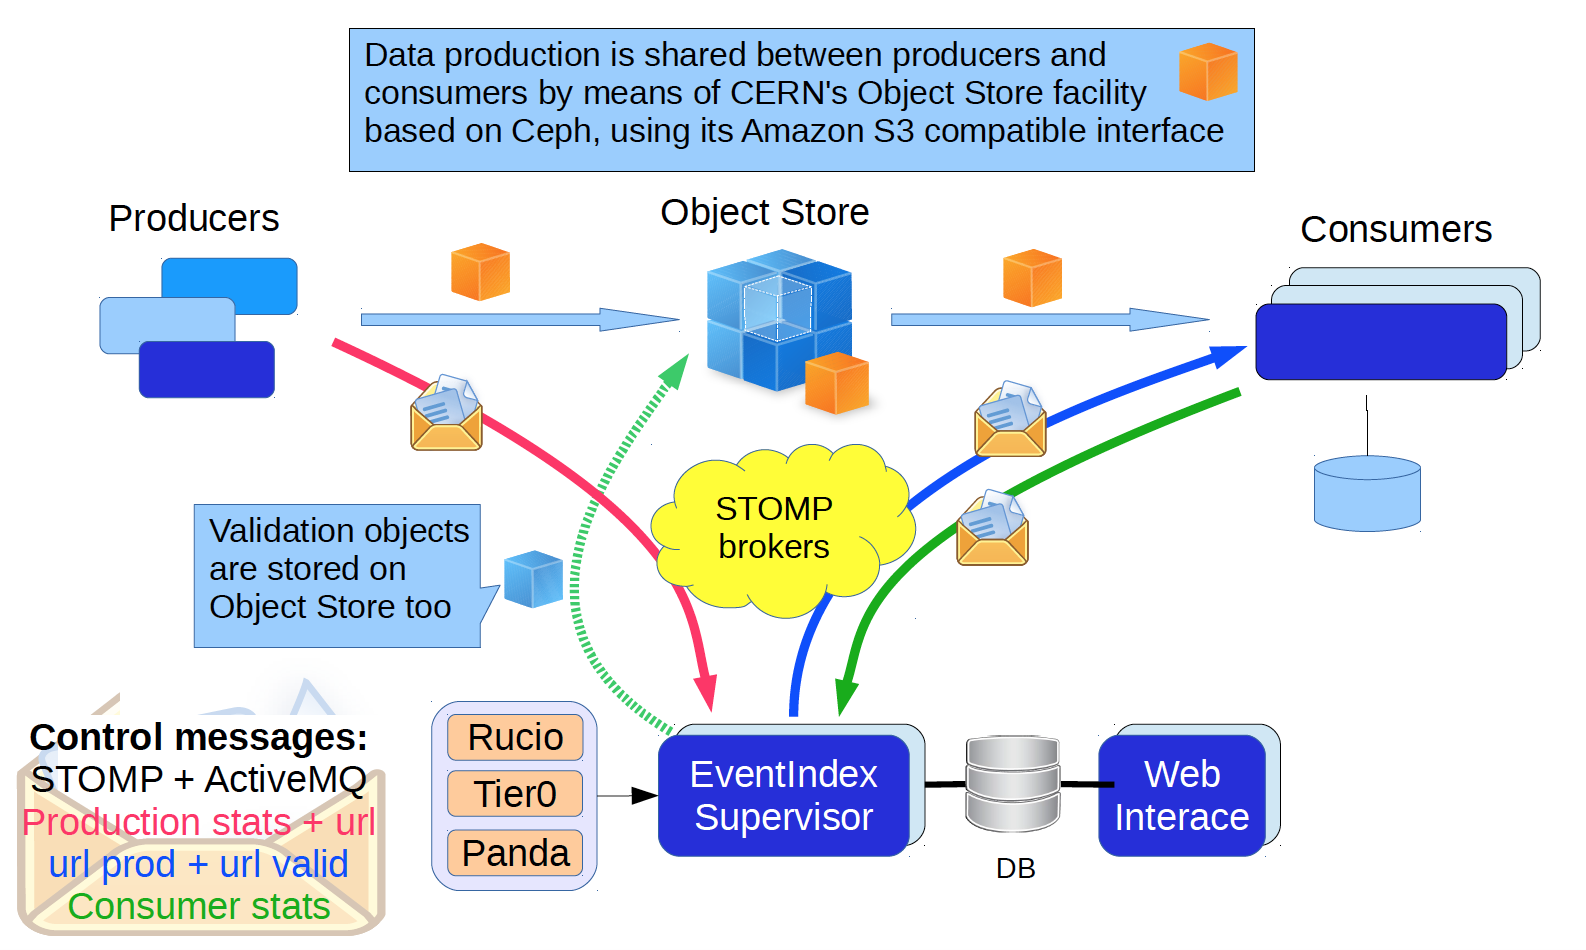 Data production is shared between producers and
consumers by means of CERN's Object Store facility
based on Ceph, using its Amazon S3 compatible interface
Producers
Object Store
Consumers
STOMP
brokers
Validation objects
are stored on
Object Store too
Control messages:
STOMP + ActiveMQ
Production stats + url
url prod + url valid
Consumer stats
Rucio
Tier0
Panda
EventIndex
Supervisor
DB
Web
Interace